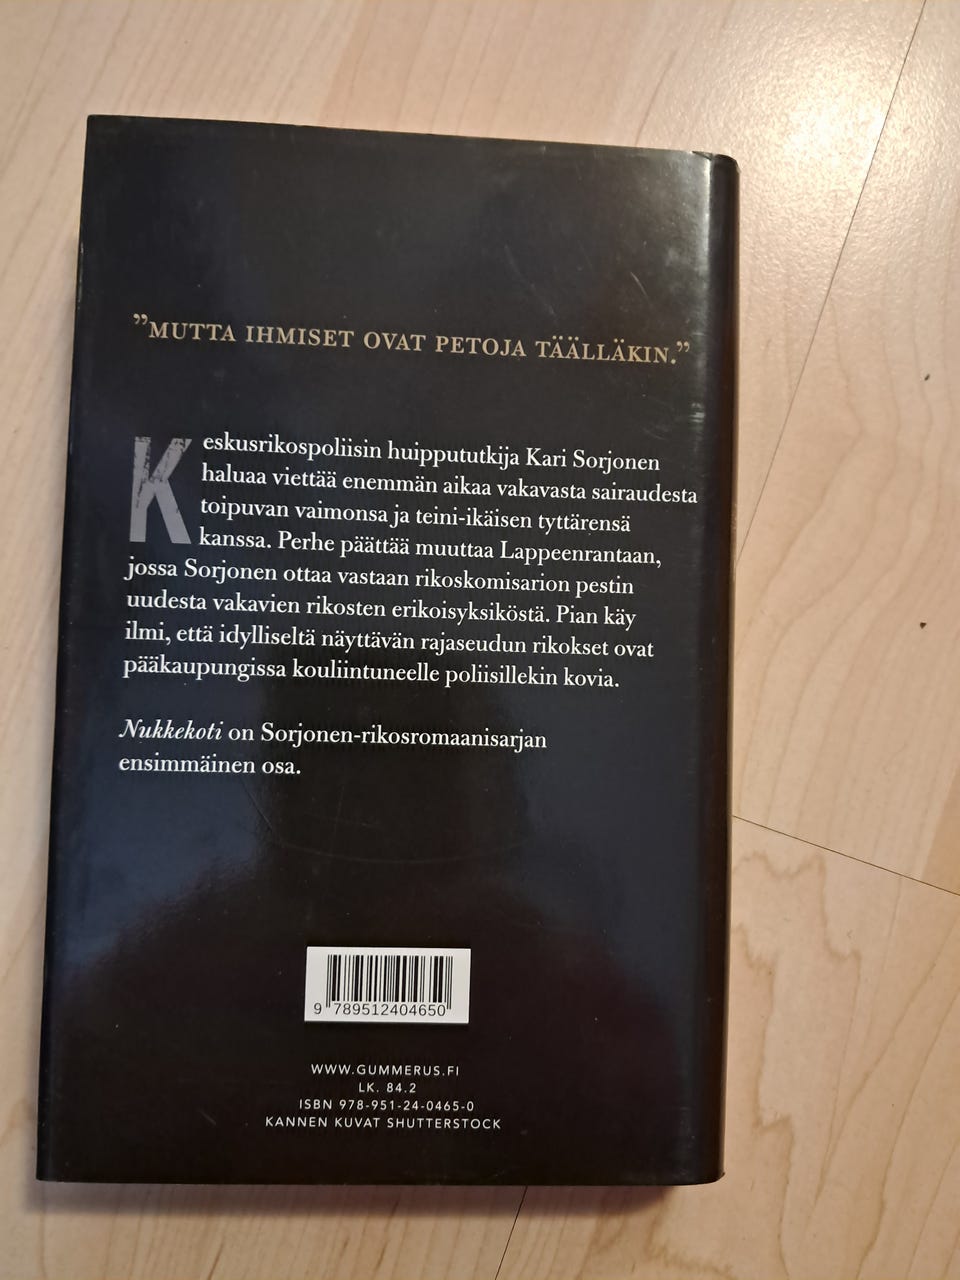 ”MUTTA IHMISET OVAT PETOJA TÄÄLLÄKIN.”
Keskusrikospoliisin huippututkija Kari Sorjonen
haluaa viettää enemmän aikaa vakavasta sairaudesta
toipuvan vaimonsa ja teini-ikäisen tyttärensä
kanssa. Perhe päättää muuttaa Lappeenrantaan,
jossa Sorjonen ottaa vastaan rikoskomisarion pestin
uudesta vakavien rikosten erikoisyksiköstä. Pian käy
ilmi, että idylliseltä näyttävän rajaseudun rikokset ovat
pääkaupungissa kouliintuneelle poliisillekin kovia.
Nukkekoti on Sorjonen-rikosromaanisarjan
ensimmäinen osa.
9 789512404650
WWW.GUMMERUS.FI
LK. 84.2
ISBN 978-951-24-0465-0
KANNEN KUVAT SHUTTERSTOCK